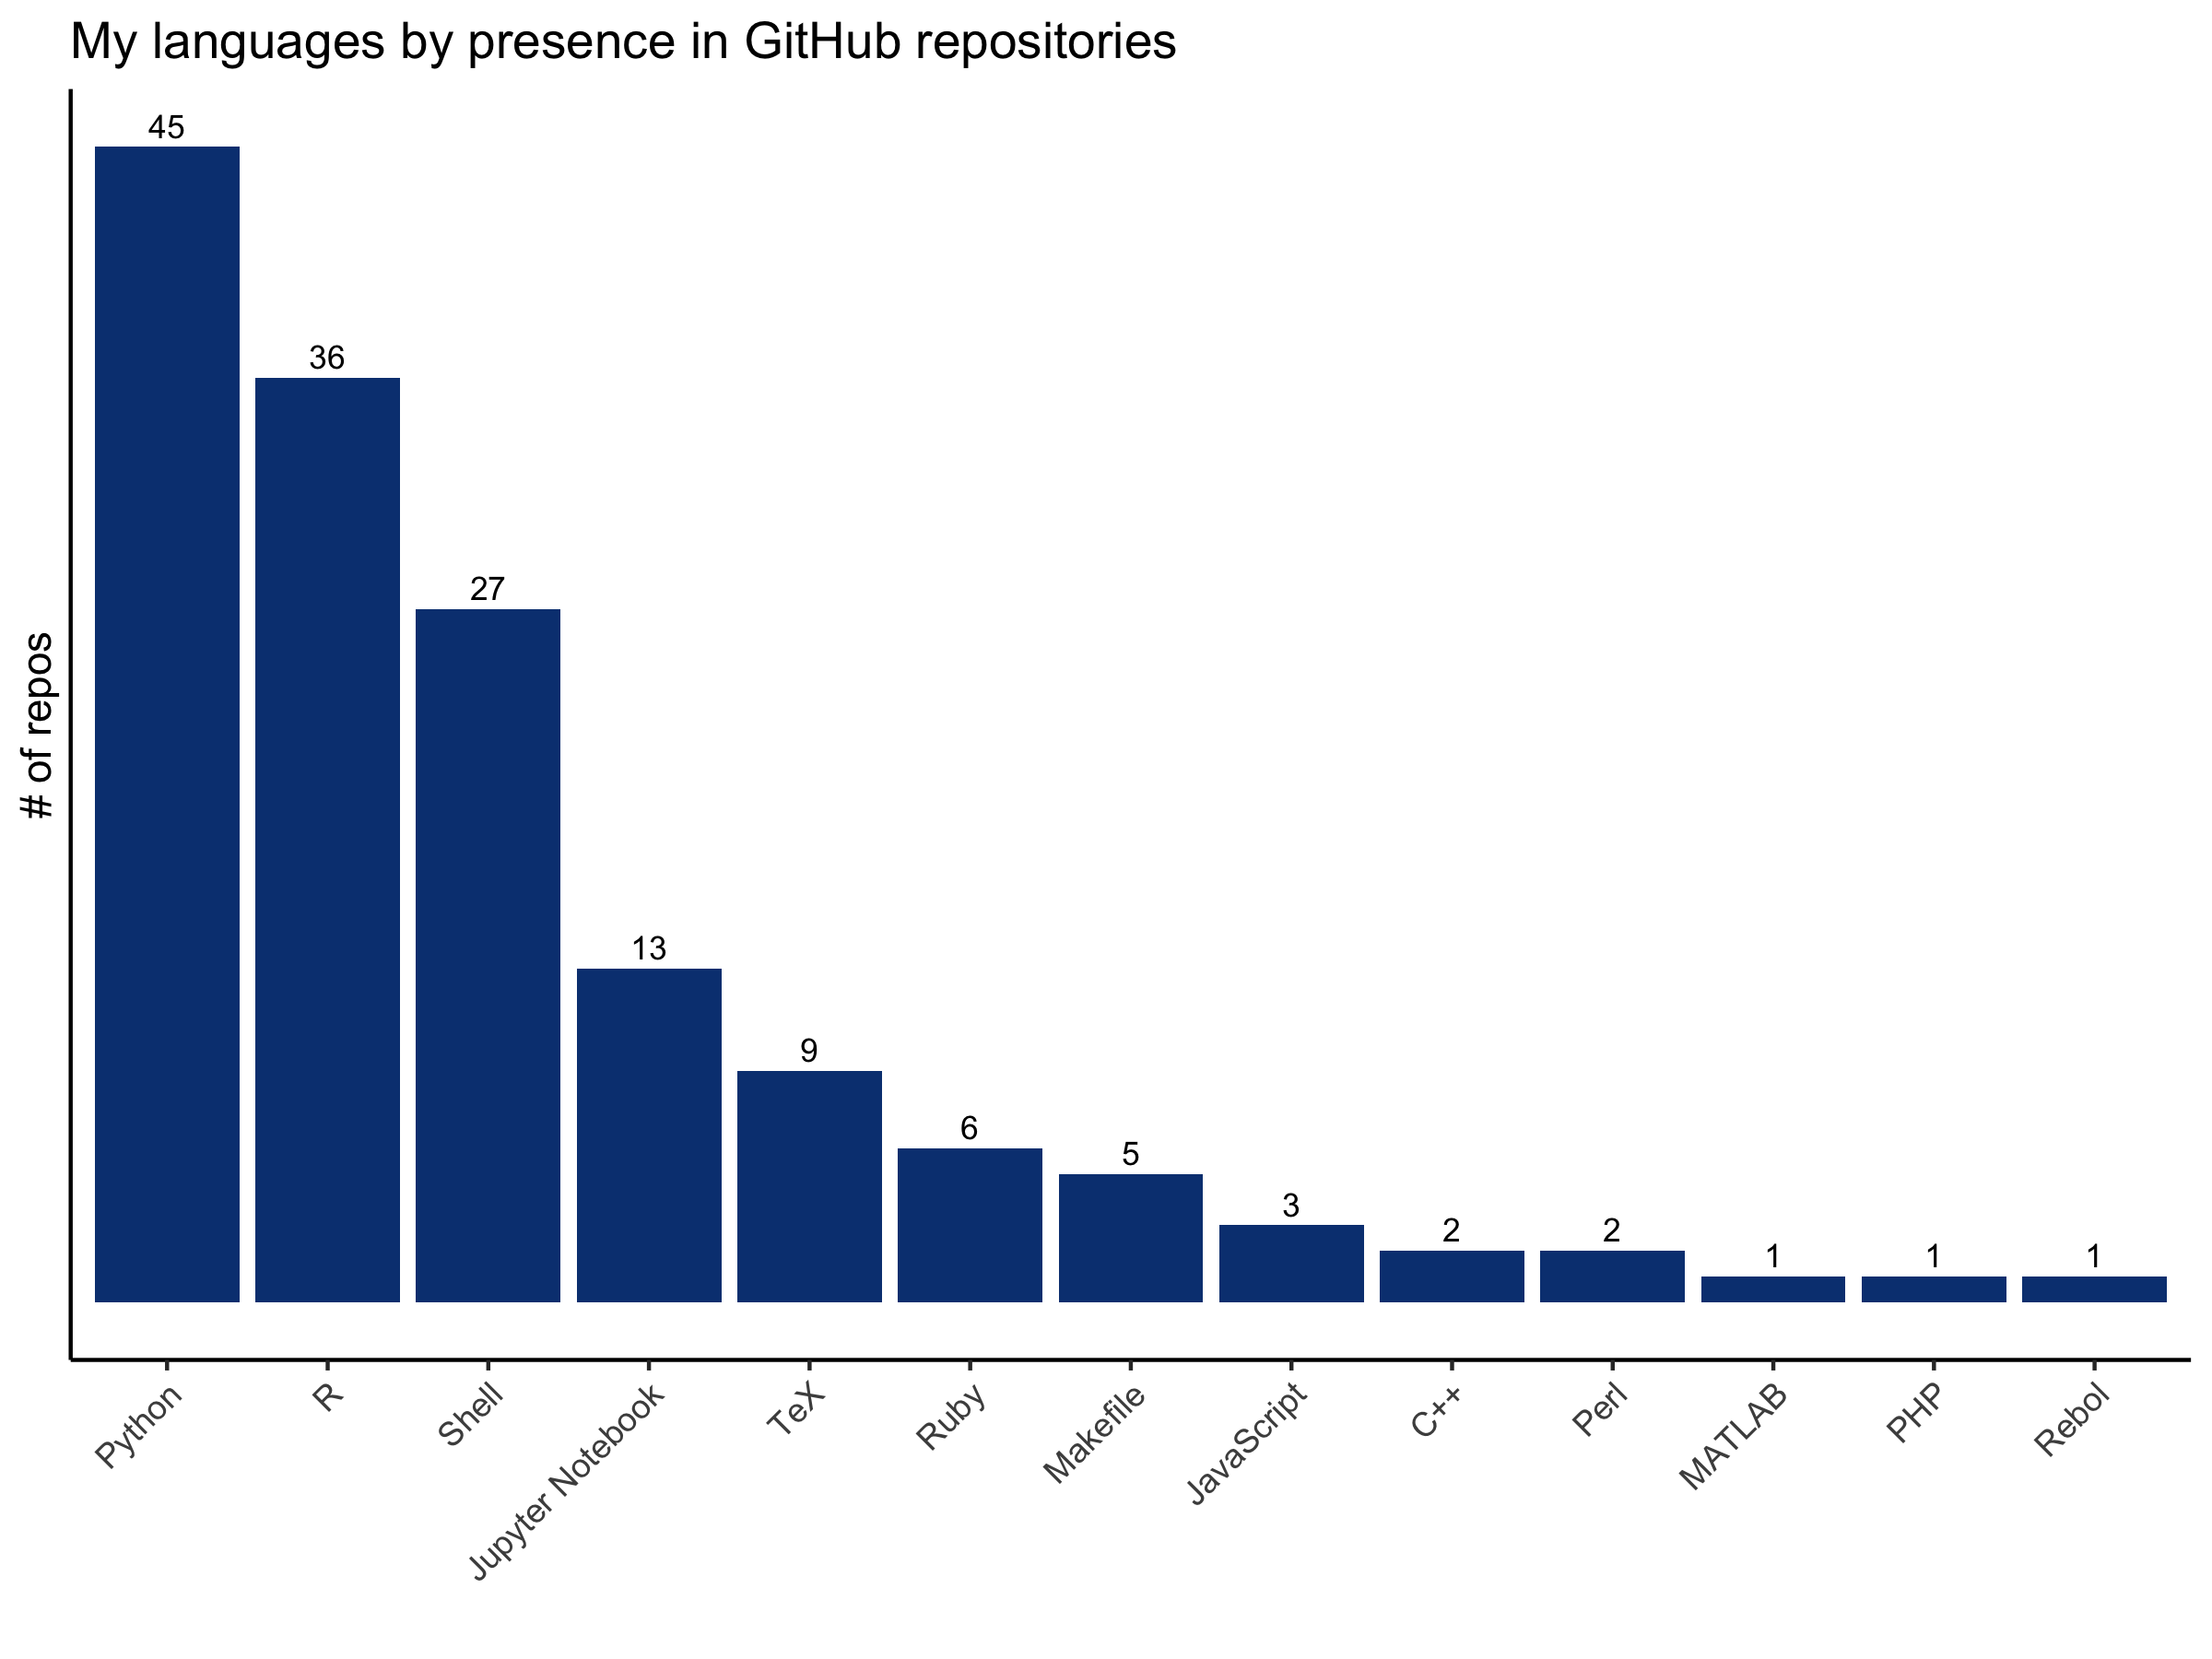 My languages by presence in GitHub repositories
# of repos
45
36
27
13
9
6
5
3
2
2
1
1
1
Python
R
Shell
Jupyter Notebook
TeX
Ruby
Makefile
JavaScript
C++
Perl
MATLAB
PHP
Rebol